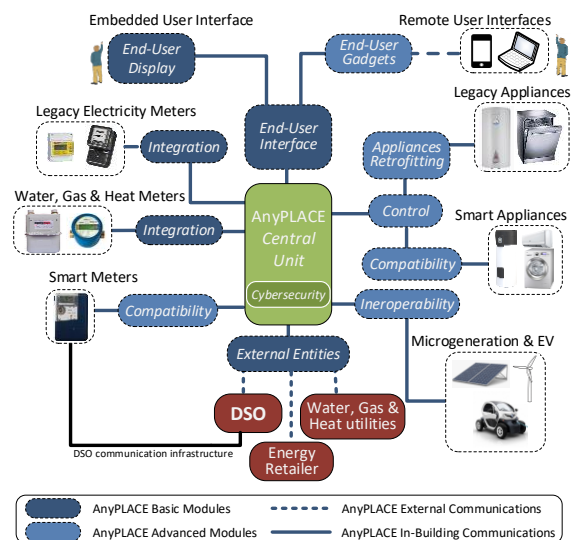 Embedded User Interface
Remote User Interfaces
End-User
Display
End-User
Gadgets
Legacy Electricity Meters
Legacy Appliances
Integration
End-User
Interface
Appliances
Retrofitting
Water, Gas & Heat Meters
Integration
AnyPLACE
Central
Unit
Control
Smart Appliances
Compatibility
Smart Meters
Compatibility
Cybersecurity
Ineroperability
External Entities
Microgeneration & EV
DSO
Water, Gas &
Heat utilities
Energy
Retailer
DSO communication infrastructure
AnyPLACE Basic Modules
AnyPLACE External Communications
AnyPLACE Advanced Modules
AnyPLACE In-Building Communications